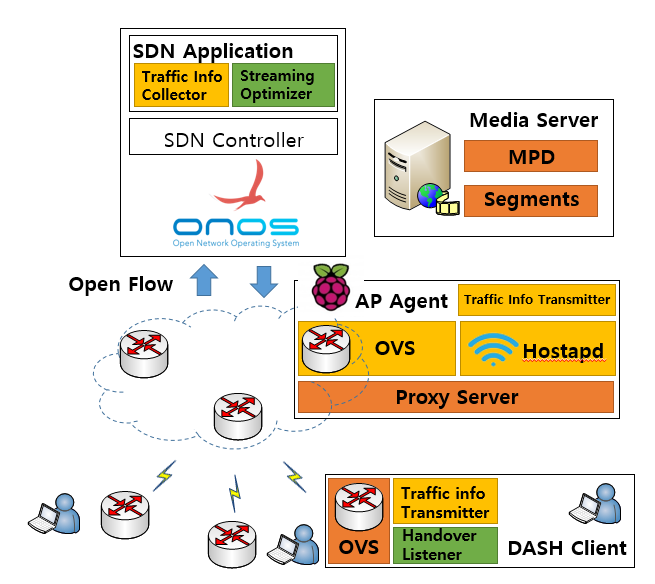 SDN Application
Traffic Info
Collector
Streaming
Optimizer
SDN Controller
onos
Open Network Operating System
Media Server
MPD
Segments
Open Flow
AP Agent
Traffic Info Transmitter
OVS
Hostapd
Proxy Server
OVS
Traffic info
Transmitter
Handover
Listener
DASH Client